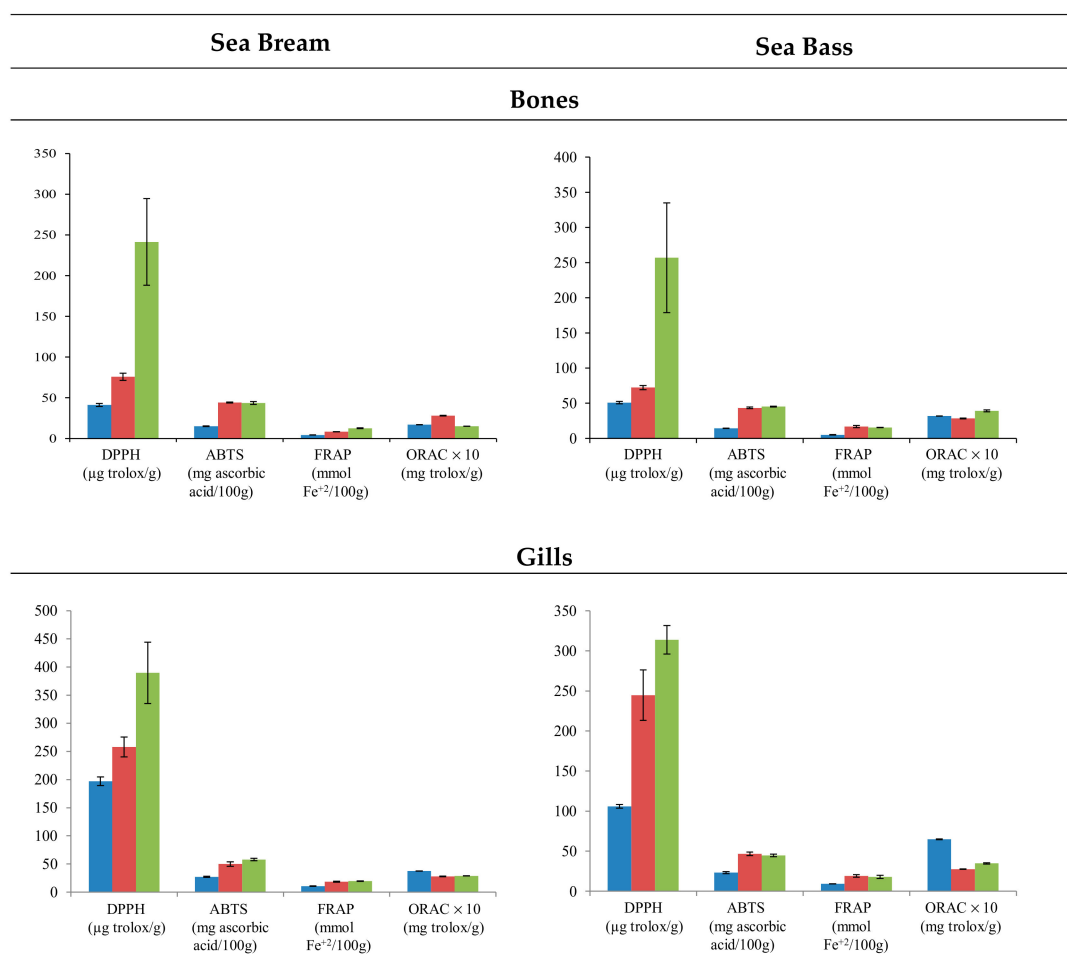 Sea Bream
Sea Bass
Bones
350
300
250
200
150
100
50
0
DPPH
(µg trolox/g)
ABTS
(mg ascorbic
acid/100g)
FRAP
(mmol
Fe⁺²/100g)
ORAC × 10
(mg trolox/g)
400
350
300
250
200
150
100
50
0
DPPH
(µg trolox/g)
ABTS
(mg ascorbic
acid/100g)
FRAP
(mmol
Fe⁺²/100g)
ORAC × 10
(mg trolox/g)
Gills
500
450
400
350
300
250
200
150
100
50
0
DPPH
(µg trolox/g)
ABTS
(mg ascorbic
acid/100g)
FRAP
(mmol
Fe⁺²/100g)
ORAC × 10
(mg trolox/g)
350
300
250
200
150
100
50
0
DPPH
(µg trolox/g)
ABTS
(mg ascorbic
acid/100g)
FRAP
(mmol
Fe⁺²/100g)
ORAC × 10
(mg trolox/g)